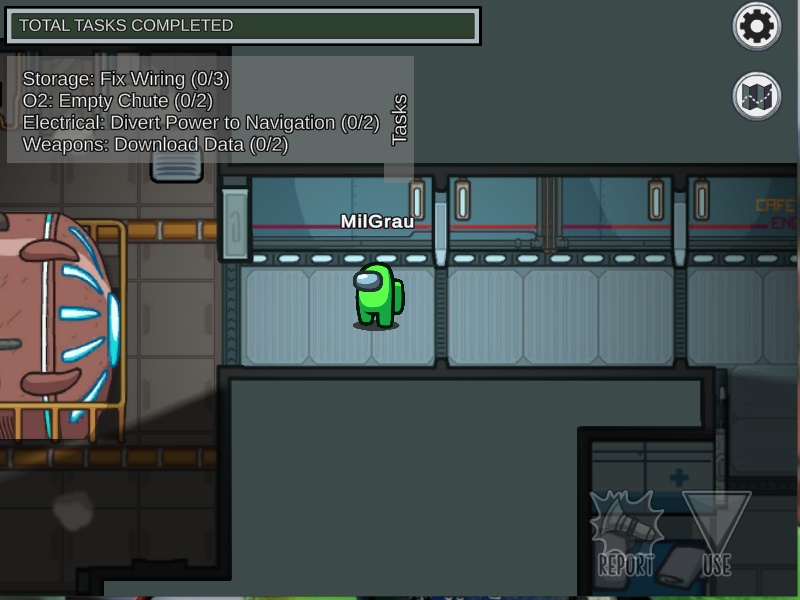 TOTAL TASKS COMPLETED
Storage: Fix Wiring (0/3)
O2: Empty Chute (0/2)
Electrical: Divert Power to Navigation (0/2)
Weapons: Download Data (0/2)
Tasks
MilGrau
CAFE
REPORT
USE